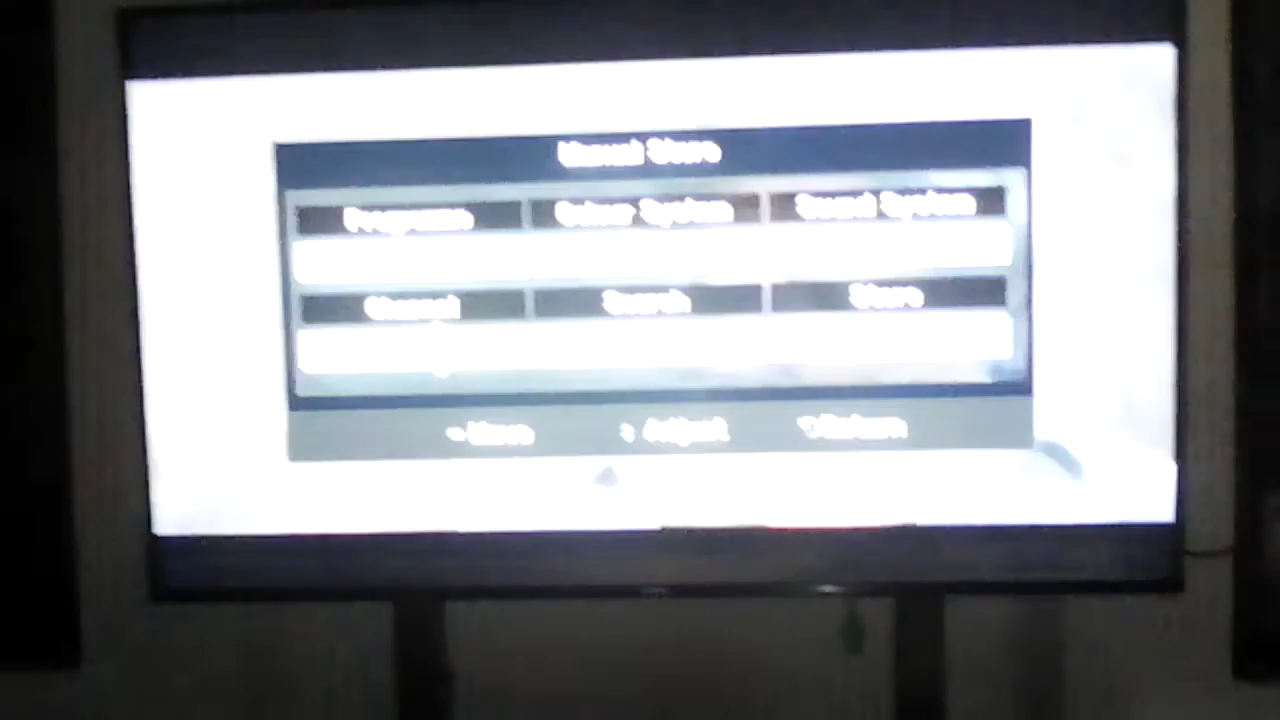 Manual Store
Programme Colour System Sound System
Channel Search Store
Move Adjust Return